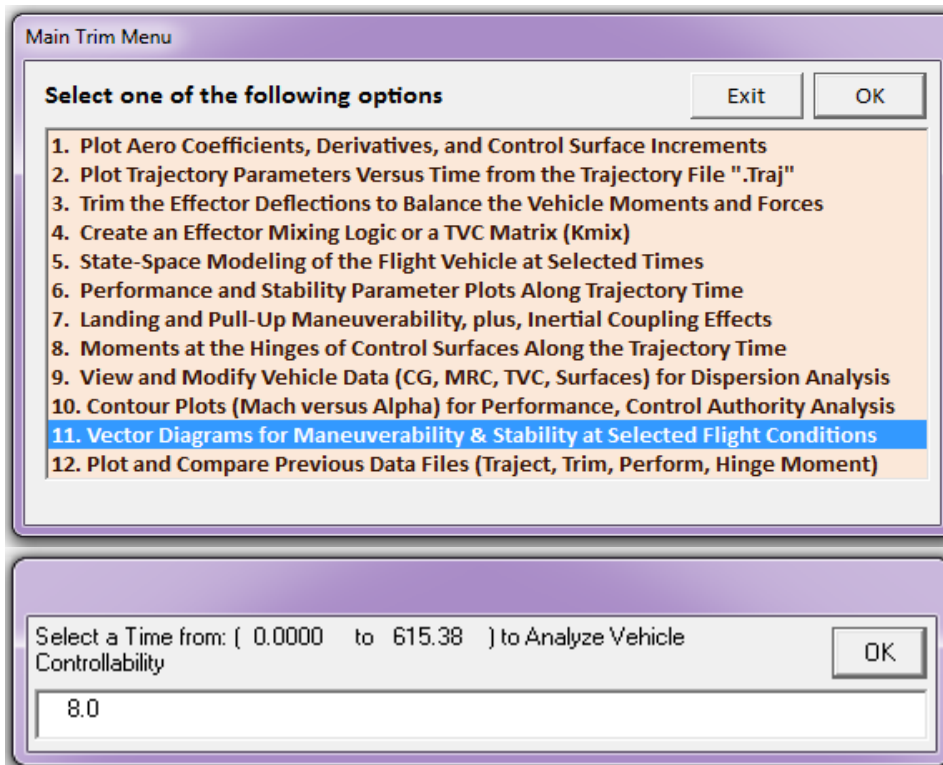 Main Trim Menu
Select one of the following options
Exit
OK
1. Plot Aero Coefficients, Derivatives, and Control Surface Increments
2. Plot Trajectory Parameters Versus Time from the Trajectory File ".Traj"
3. Trim the Effector Deflections to Balance the Vehicle Moments and Forces
4. Create an Effector Mixing Logic or a TVC Matrix (Kmix)
5. State-Space Modeling of the Flight Vehicle at Selected Times
6. Performance and Stability Parameter Plots Along Trajectory Time
7. Landing and Pull-Up Maneuverability, plus, Inertial Coupling Effects
8. Moments at the Hinges of Control Surfaces Along the Trajectory Time
9. View and Modify Vehicle Data (CG, MRC, TVC, Surfaces) for Dispersion Analysis
10. Contour Plots (Mach versus Alpha) for Performance, Control Authority Analysis
11. Vector Diagrams for Maneuverability & Stability at Selected Flight Conditions
12. Plot and Compare Previous Data Files (Traject, Trim, Perform, Hinge Moment)
Select a Time from: ( 0.0000 to 615.38 ) to Analyze Vehicle
Controllability
OK
8.0